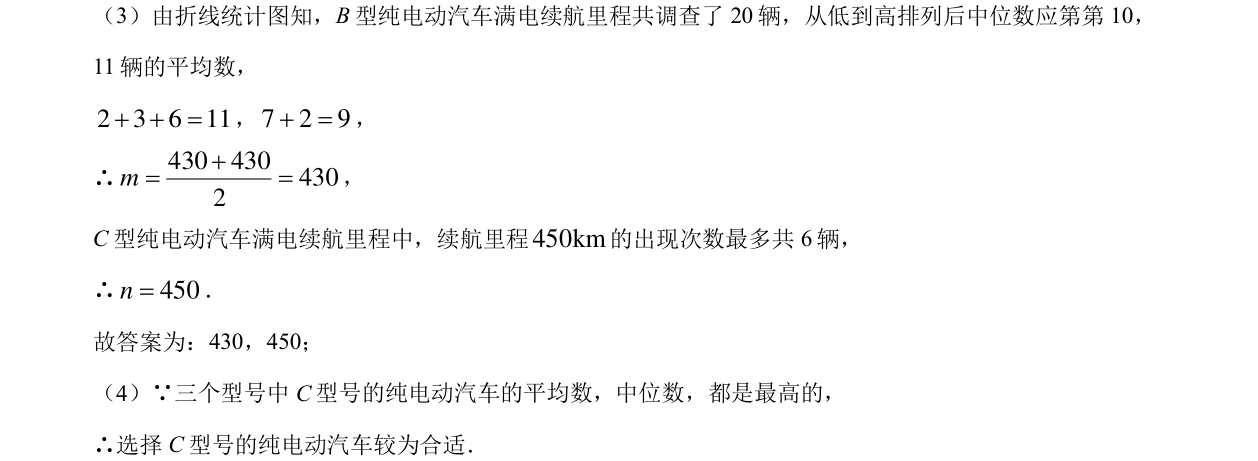 （3）由折线统计图知，B 型纯电动汽车满电续航里程共调查了 20 辆，从低到高排列后中位数应第第 10，
11 辆的平均数，
2+3+6=11，7+2=9，
∴ m = (430+430)/2 = 430，
C 型纯电动汽车满电续航里程中，续航里程450km的出现次数最多共 6 辆，
∴ n = 450．
故答案为：430，450；
（4）∵三个型号中 C 型号的纯电动汽车的平均数，中位数，都是最高的，
∴选择 C 型号的纯电动汽车较为合适．